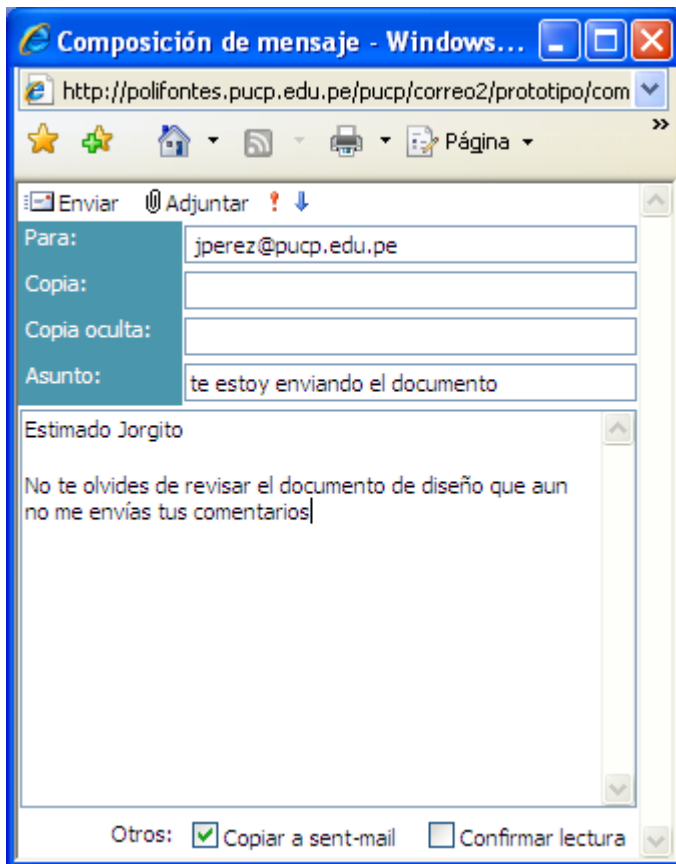 Composición de mensaje - Windows...
http://polifontes.pucp.edu.pe/pucp/correo2/prototipo/com
Página
Enviar Adjuntar
Para: jperez@pucp.edu.pe
Copia:
Copia oculta:
Asunto: te estoy enviando el documento
Estimado Jorgito
No te olvides de revisar el documento de diseño que aun
no me envías tus comentarios
Otros: Copiar a sent-mail Confirmar lectura